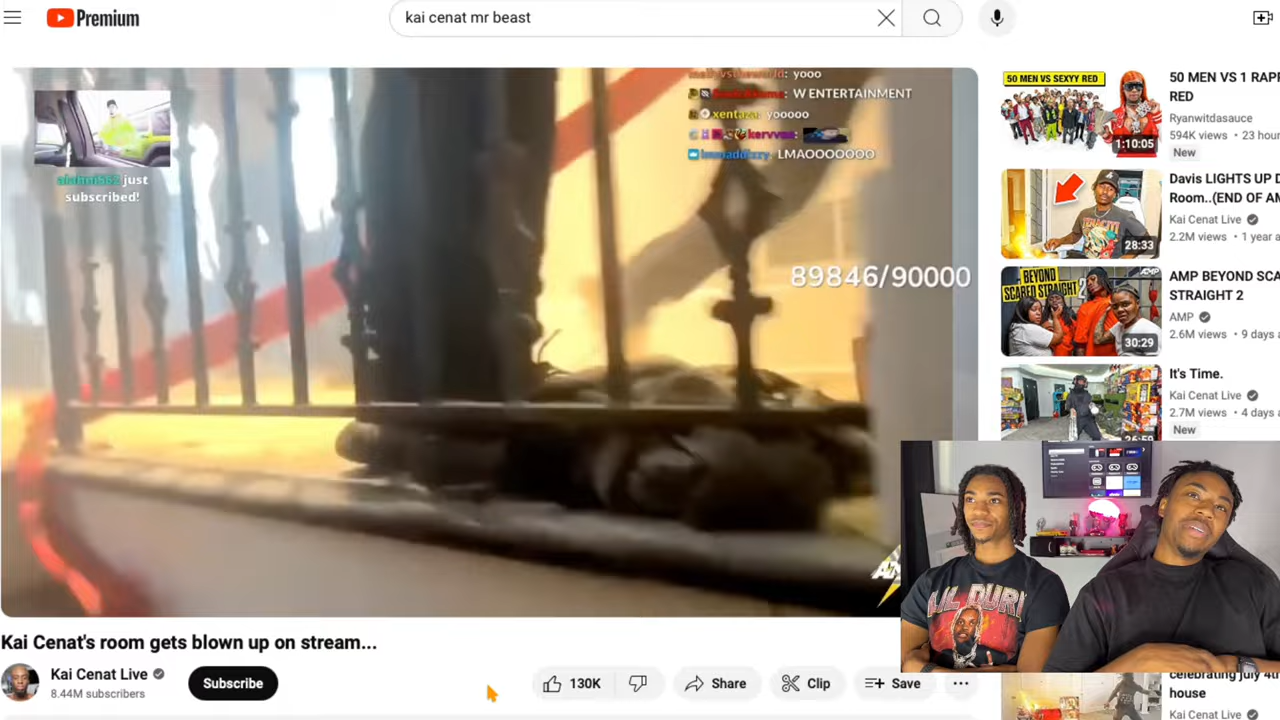 Premium
kai cenat mr beast
yooo
W ENTERTAINMENT
xentaza: yooooo
LMAOOOOOOO
just
subscribed!
89846/90000
50 MEN VS SEXYY RED
1:10:05
50 MEN VS 1 RAPP
RED
Ryanwitdasauce
594K views • 23 hour
New
28:33
Davis LIGHTS UP D
Room..(END OF AM
Kai Cenat Live
2.2M views • 1 year a
BEYOND
SCARED STRAIGHT 2
30:29
AMP BEYOND SCA
STRAIGHT 2
AMP
2.6M views • 9 days a
It's Time.
Kai Cenat Live
2.7M views • 4 days a
New
LIL DURK
Kai Cenat's room gets blown up on stream...
Kai Cenat Live
8.44M subscribers
Subscribe
130K
Share
Clip
Save
celebrating july 4th
house
Kai Cenat Live